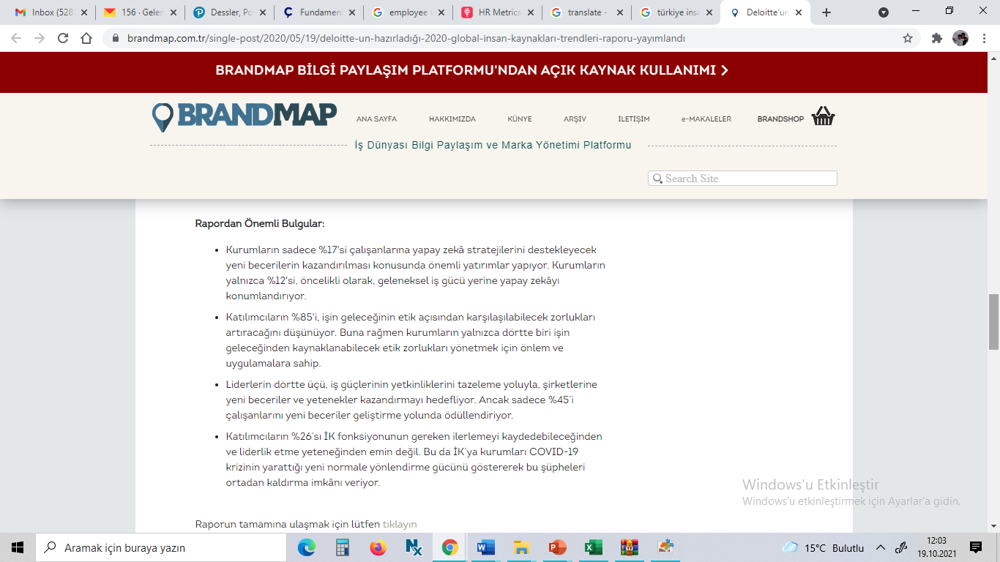 Inbox (528
156 · Gelen
Dessler, Po
Fundament
employee t
HR Metrics
translate -
türkiye insa
Deloitte'un
brandmap.com.tr/single-post/2020/05/19/deloitte-un-hazırladığı-2020-global-insan-kaynakları-trendleri-raporu-yayımlandı
BRANDMAP BİLGİ PAYLAŞIM PLATFORMU'NDAN AÇIK KAYNAK KULLANIMI
BRANDMAP
ANA SAYFA HAKKIMIZDA KÜNYE ARŞİV İLETİŞİM e-MAKALELER BRANDSHOP
İş Dünyası Bilgi Paylaşım ve Marka Yönetimi Platformu
Search Site
Rapordan Önemli Bulgular:
• Kurumların sadece %17'si çalışanlarına yapay zekâ stratejilerini destekleyecek
yeni becerilerin kazandırılması konusunda önemli yatırımlar yapıyor. Kurumların
yalnızca %12'si, öncelikli olarak, geleneksel iş gücü yerine yapay zekâyı
konumlandırıyor.
• Katılımcıların %85'i, işin geleceğinin etik açısından karşılaşılabilecek zorlukları
artıracağını düşünüyor. Buna rağmen kurumların yalnızca dörtte biri işin
geleceğinden kaynaklanabilecek etik zorlukları yönetmek için önlem ve
uygulamalara sahip.
• Liderlerin dörtte üçü, iş güçlerinin yetkinliklerini tazeleme yoluyla, şirketlerine
yeni beceriler ve yetenekler kazandırmayı hedefliyor. Ancak sadece %45'i
çalışanlarını yeni beceriler geliştirme yolunda ödüllendiriyor.
• Katılımcıların %26'sı İK fonksiyonunun gereken ilerlemeyi kaydedebileceğinden
ve liderlik etme yeteneğinden emin değil. Bu da İK'ya kurumları COVID-19
krizinin yarattığı yeni normale yönlendirme gücünü göstererek bu şüpheleri
ortadan kaldırma imkânı veriyor.
Raporun tamamına ulaşmak için lütfen tıklayın
Windows'u Etkinleştir
Windows'u etkinleştirmek için Ayarlar'a gidin.
Aramak için buraya yazın
15°C Bulutlu
12:03
19.10.2021